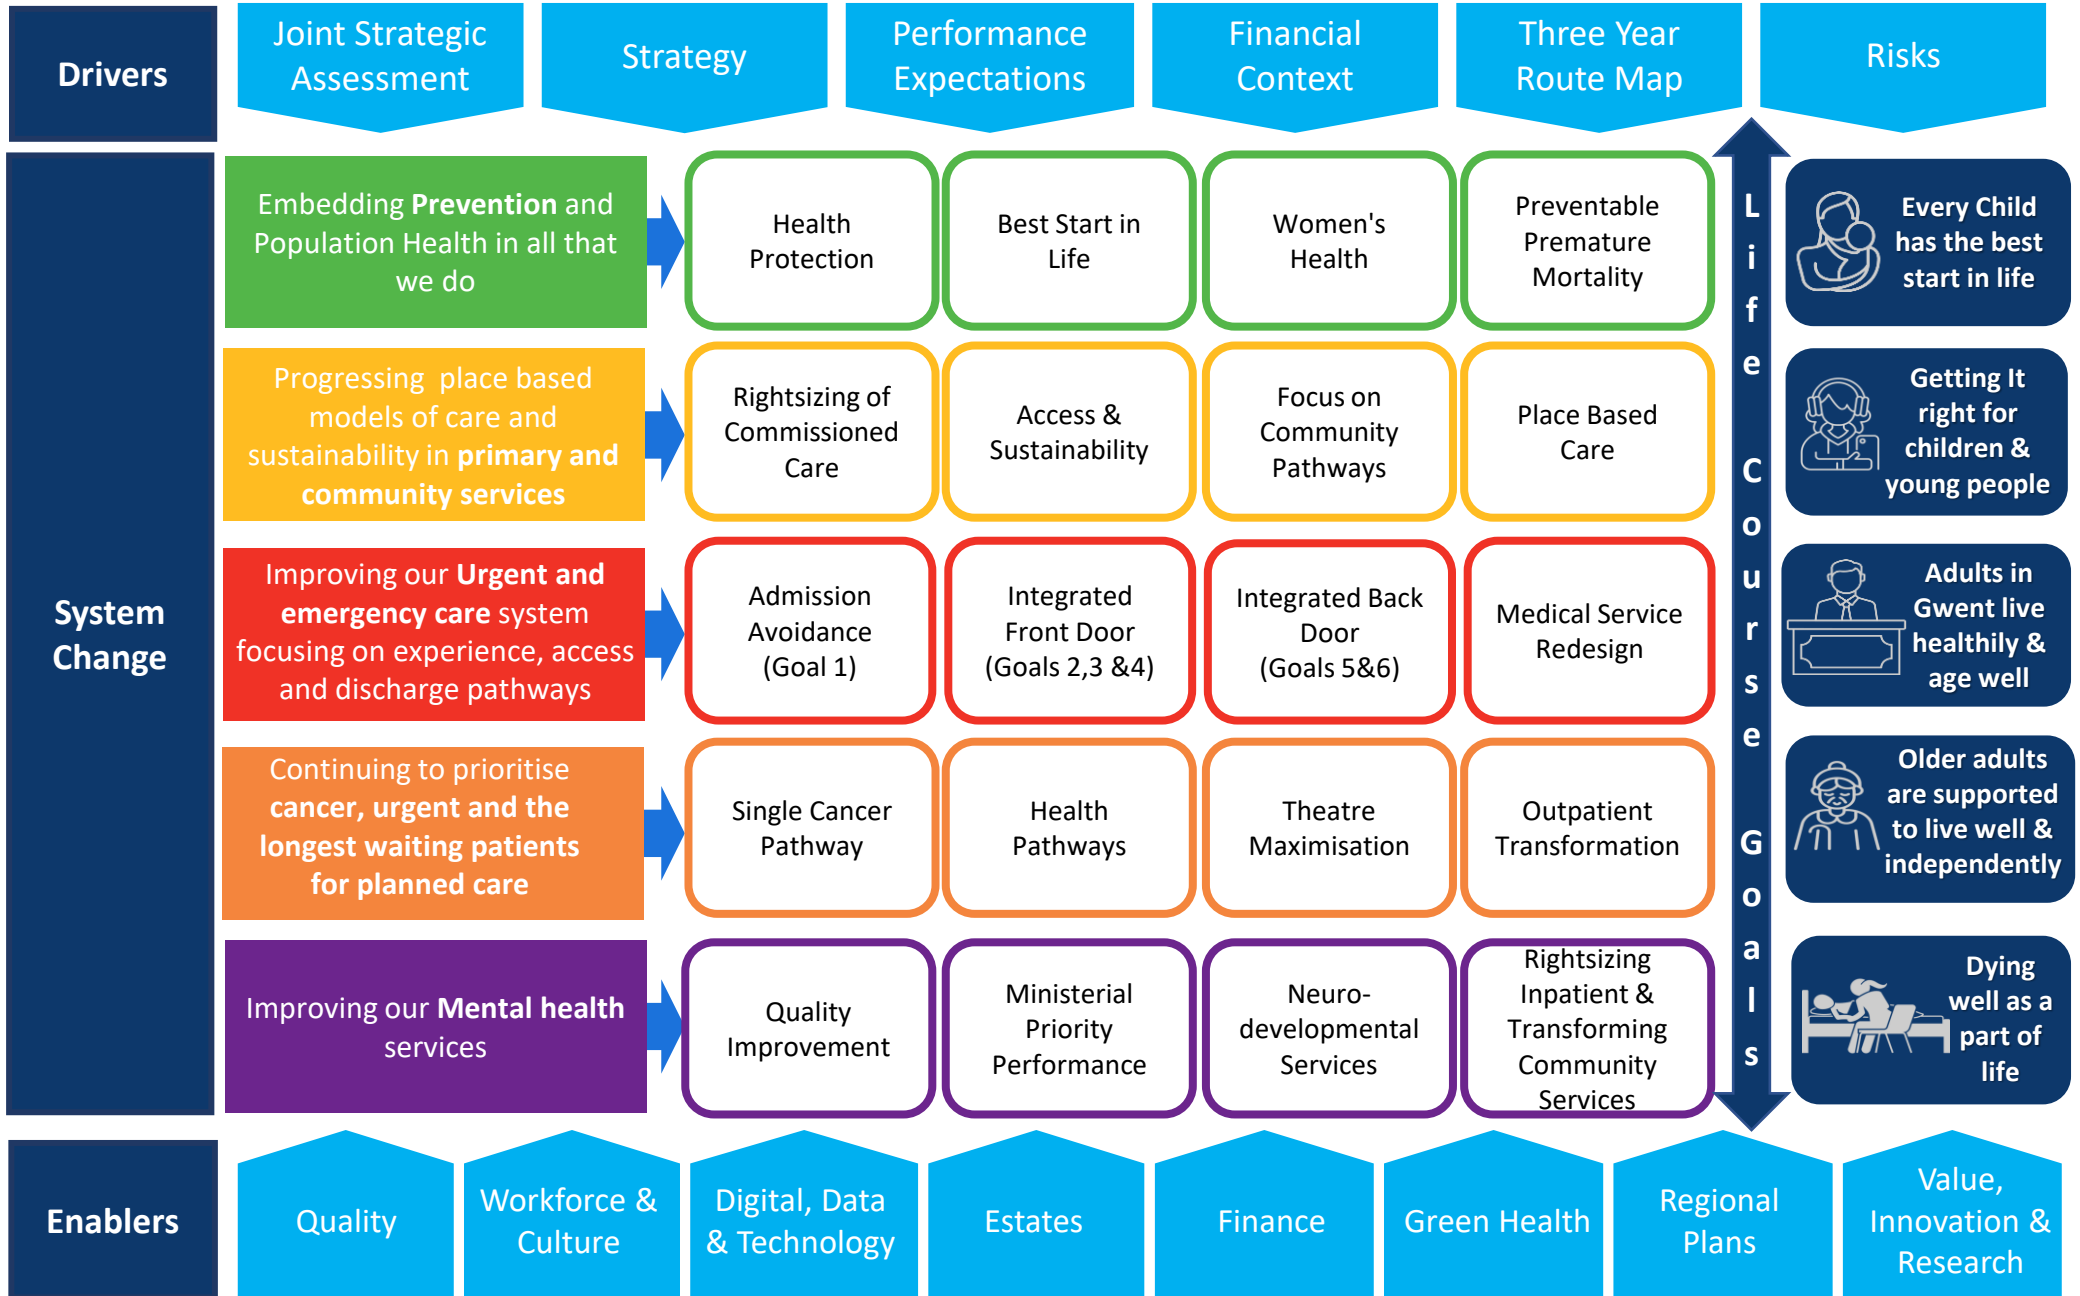 Drivers
Joint Strategic
Assessment
Strategy
Performance
Expectations
Financial
Context
Three Year
Route Map
Risks
System
Change
Embedding Prevention and
Population Health in all that
we do
Health
Protection
Best Start in
Life
Women's
Health
Preventable
Premature
Mortality
Progressing  place based
models of care and
sustainability in primary and
community services
Rightsizing of
Commissioned
Care
Access &
Sustainability
Focus on
Community
Pathways
Place Based
Care
Improving our Urgent and
emergency care system
focusing on experience, access
and discharge pathways
Admission
Avoidance
(Goal 1)
Integrated
Front Door
(Goals 2,3 &4)
Integrated Back
Door
(Goals 5&6)
Medical Service
Redesign
Continuing to prioritise
cancer, urgent and the
longest waiting patients
for planned care
Single Cancer
Pathway
Health
Pathways
Theatre
Maximisation
Outpatient
Transformation
Improving our Mental health
services
Quality
Improvement
Ministerial
Priority
Performance
Neuro-
developmental
Services
Rightsizing
Inpatient &
Transforming
Community
Services
Life Course Goals
Every Child
has the best
start in life
Getting It
right for
children &
young people
Adults in
Gwent live
healthily &
age well
Older adults
are supported
to live well &
independently
Dying
well as a
part of
life
Enablers
Quality
Workforce &
Culture
Digital, Data
& Technology
Estates
Finance
Green Health
Regional
Plans
Value,
Innovation &
Research